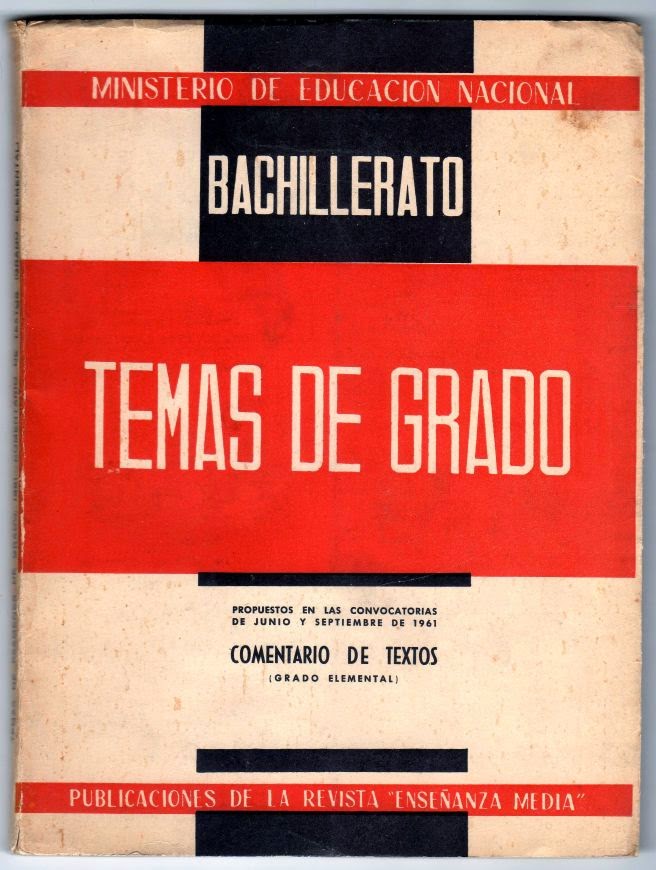 MINISTERIO DE EDUCACION NACIONAL
BACHILLERATO
TEMAS DE GRADO
PROPUESTOS EN LAS CONVOCATORIAS
DE JUNIO Y SEPTIEMBRE DE 1961
COMENTARIO DE TEXTOS
(GRADO ELEMENTAL)
PUBLICACIONES DE LA REVISTA "ENSEÑANZA MEDIA"